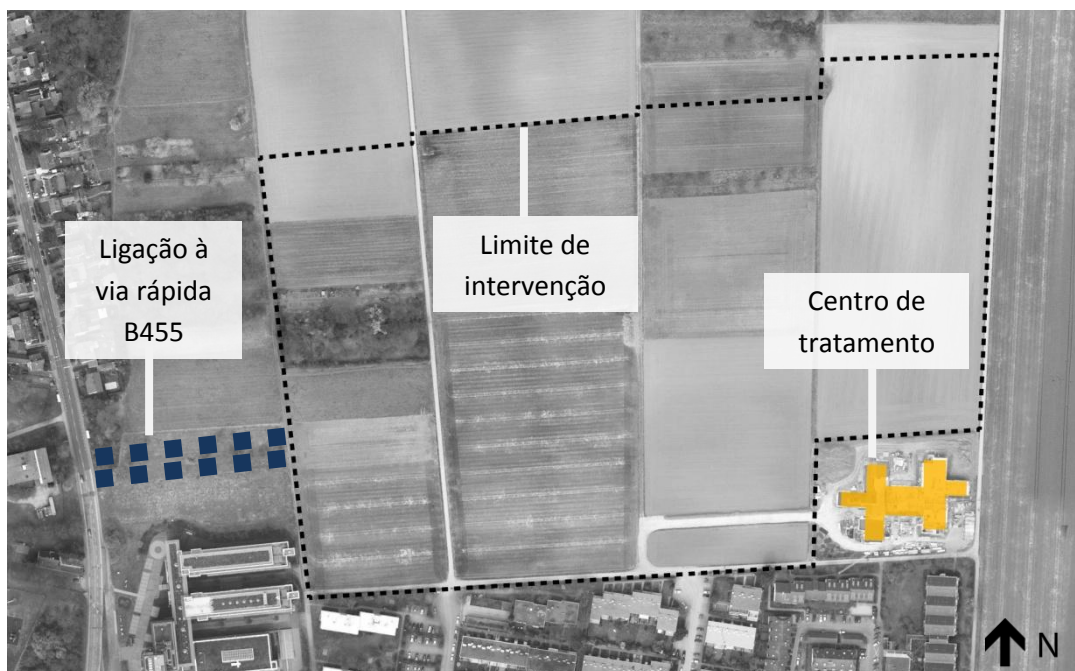 Ligação à
via rápida
B455
Limite de
intervenção
Centro de
tratamento
N